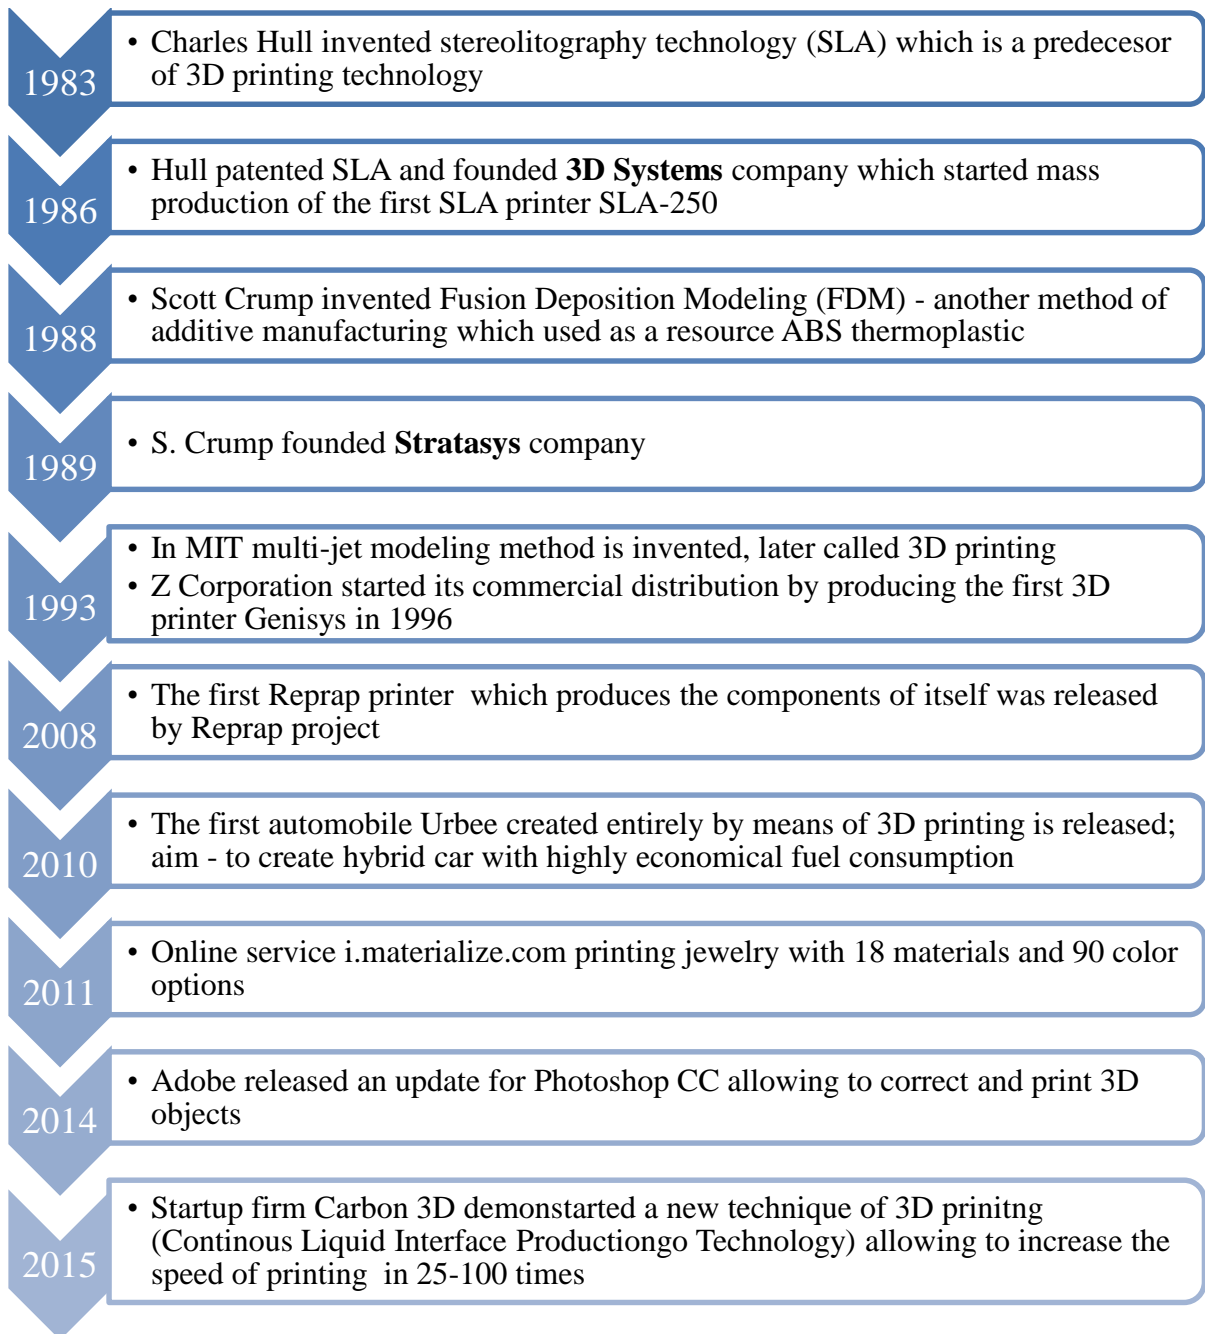 1983
• Charles Hull invented stereolitography technology (SLA) which is a predecesor
of 3D printing technology
1986
• Hull patented SLA and founded 3D Systems company which started mass
production of the first SLA printer SLA-250
1988
• Scott Crump invented Fusion Deposition Modeling (FDM) - another method of
additive manufacturing which used as a resource ABS thermoplastic
1989
• S. Crump founded Stratasys company
1993
• In MIT multi-jet modeling method is invented, later called 3D printing
• Z Corporation started its commercial distribution by producing the first 3D
printer Genisys in 1996
2008
• The first Reprap printer which produces the components of itself was released
by Reprap project
2010
• The first automobile Urbee created entirely by means of 3D printing is released;
aim - to create hybrid car with highly economical fuel consumption
2011
• Online service i.materialize.com printing jewelry with 18 materials and 90 color
options
2014
• Adobe released an update for Photoshop CC allowing to correct and print 3D
objects
2015
• Startup firm Carbon 3D demonstarted a new technique of 3D prinitng
(Continous Liquid Interface Productiongo Technology) allowing to increase the
speed of printing in 25-100 times